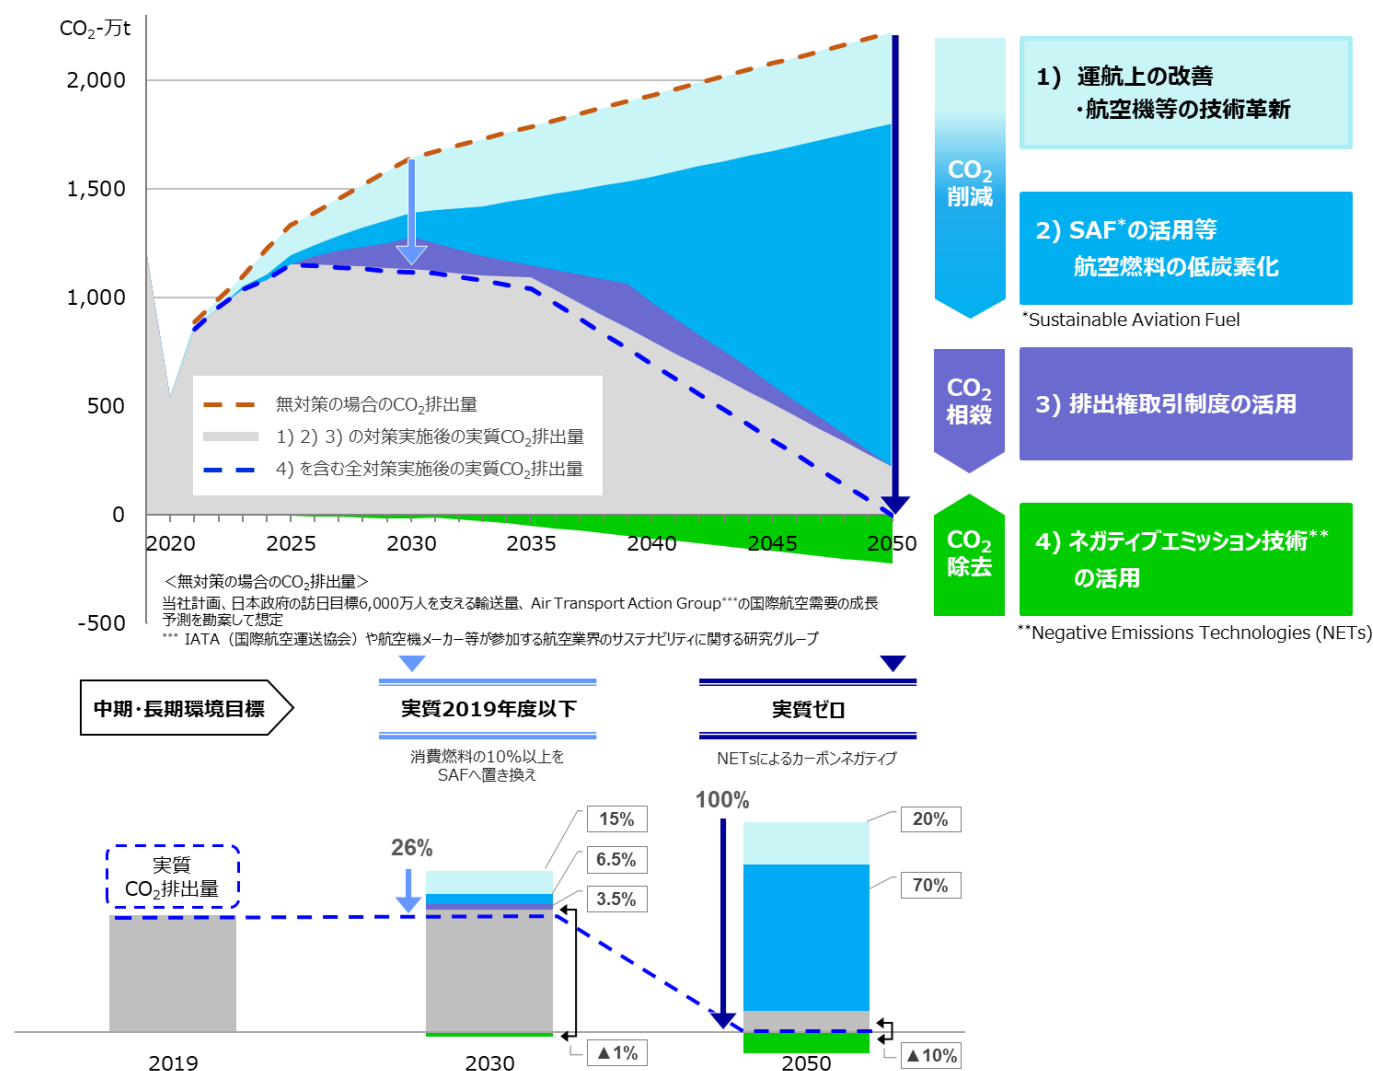 CO₂-万t
2,000
1,500
1,000
500
0
-500
2020
2025
2030
2035
2040
2045
2050
無対策の場合のCO₂排出量
1) 2) 3) の対策実施後の実質CO₂排出量
4) を含む全対策実施後の実質CO₂排出量
<無対策の場合のCO₂排出量>
当社計画、日本政府の訪日目標6,000万人を支える輸送量、Air Transport Action Group***の国際航空需要の成長
予測を勘案して想定
*** IATA（国際航空運送協会）や航空機メーカー等が参加する航空業界のサステナビリティに関する研究グループ
CO₂
削減
1) 運航上の改善
・航空機等の技術革新
2) SAF*の活用等
航空燃料の低炭素化
*Sustainable Aviation Fuel
CO₂
相殺
3) 排出権取引制度の活用
CO₂
除去
4) ネガティブエミッション技術**
の活用
**Negative Emissions Technologies (NETs)
中期・長期環境目標
実質2019年度以下
消費燃料の10%以上を
SAFへ置き換え
実質ゼロ
NETsによるカーボンネガティブ
実質
CO₂排出量
26%
15%
6.5%
3.5%
▲1%
100%
20%
70%
▲10%
2019
2030
2050